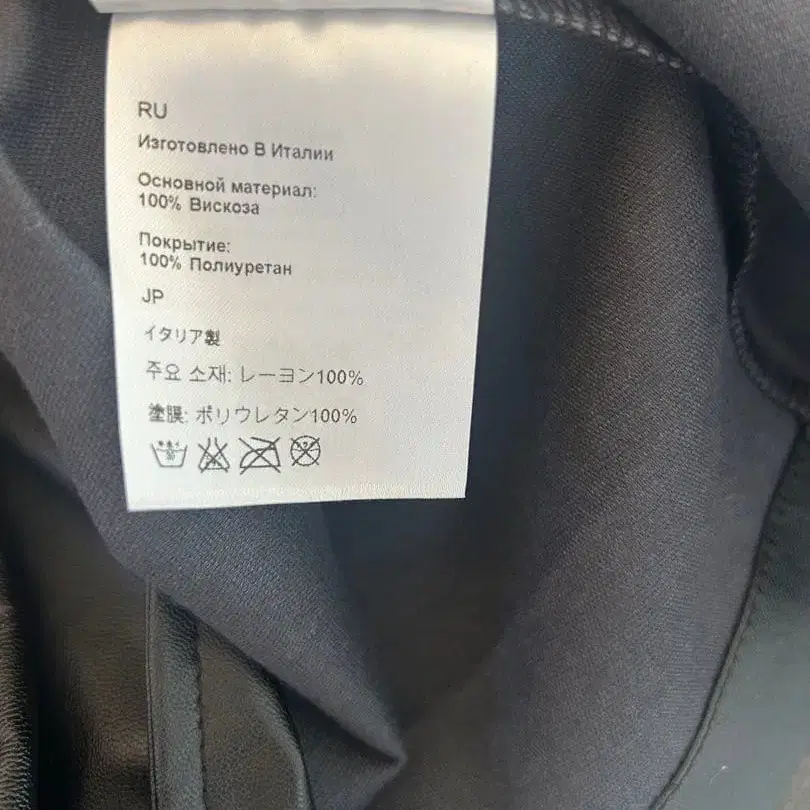 RU
Изготовлено В Италии
Основной материал:
100% Вискоза
Покрытие:
100% Полиуретан
JP
イタリア製
주요 소재: レーヨン100%
塗膜: ポリウレタン100%